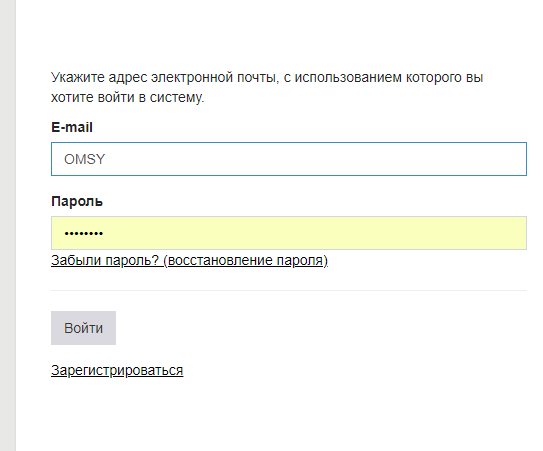 Укажите адрес электронной почты, с использованием которого вы
хотите войти в систему.
E-mail
OMSY
Пароль
••••••••
Забыли пароль? (восстановление пароля)
Войти
Зарегистрироваться